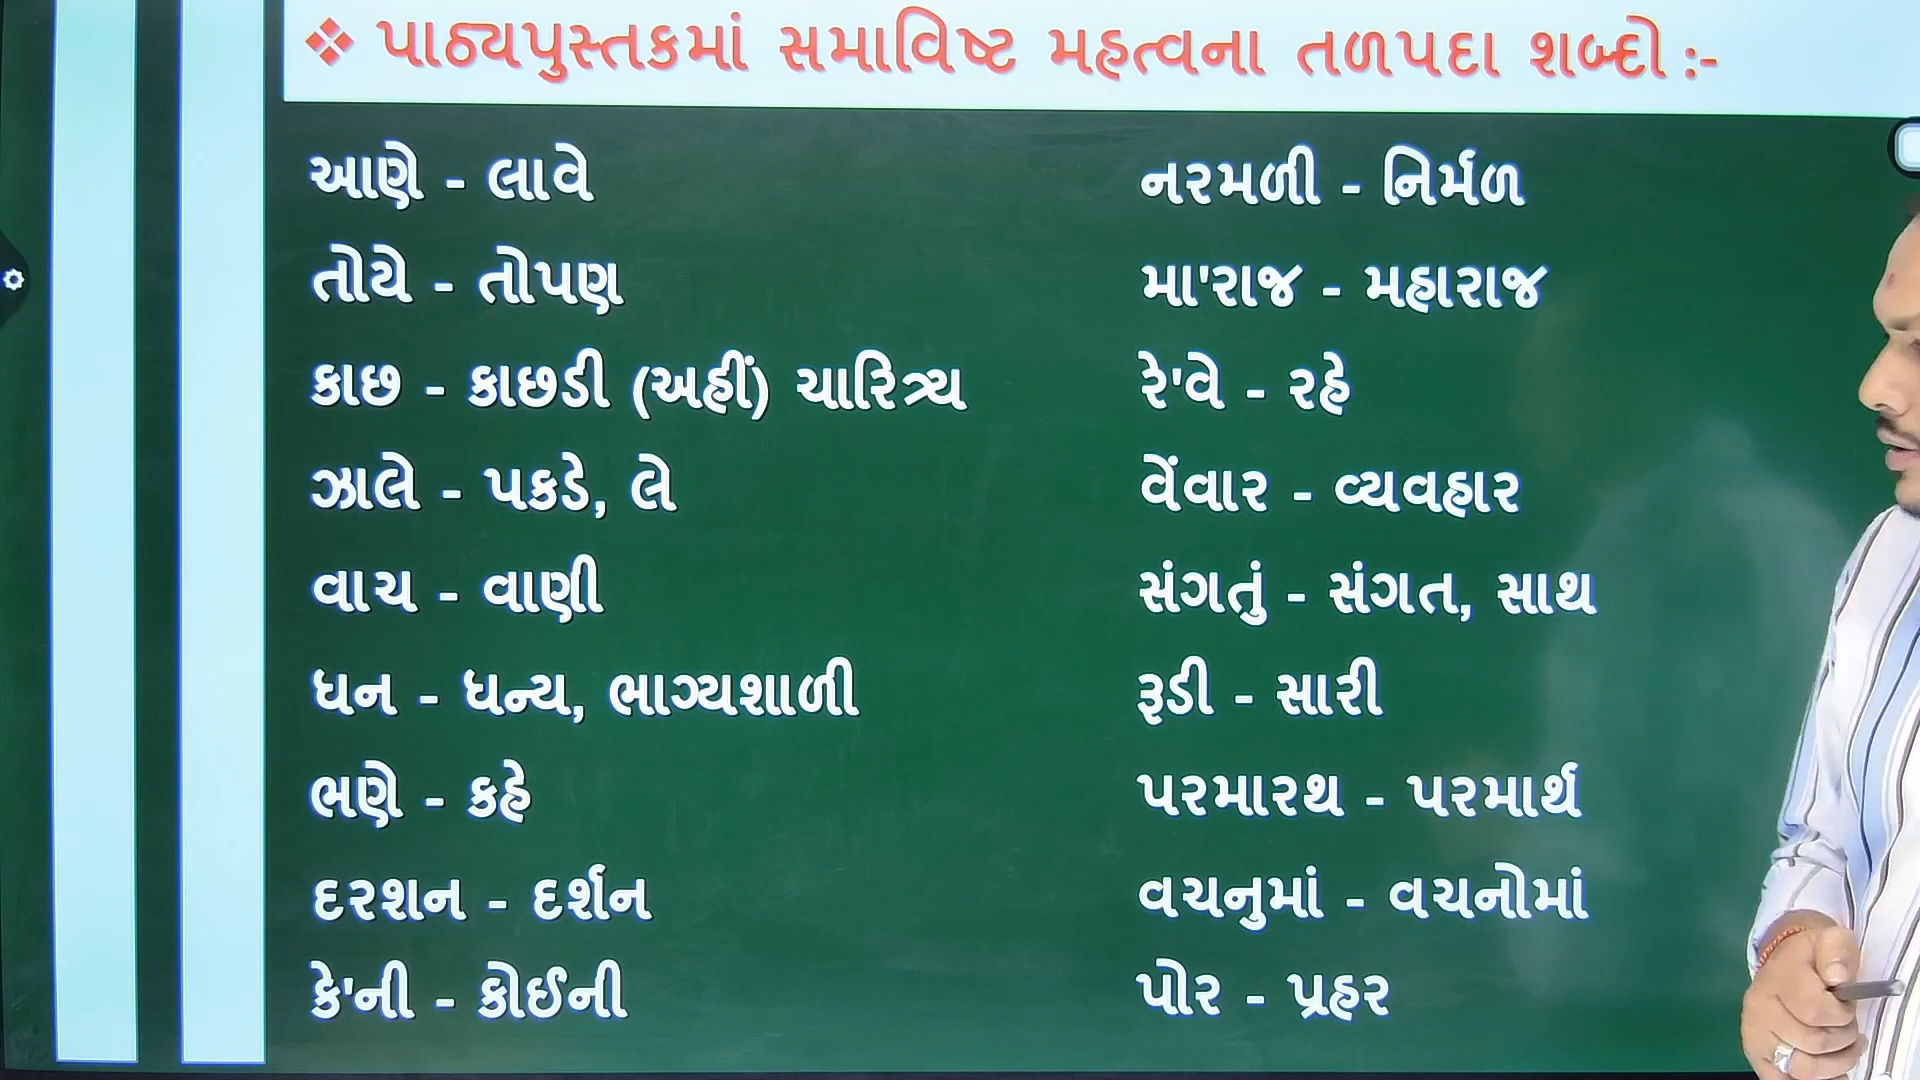 ❖ પાઠ્યપુસ્તકમાં સમાવિષ્ટ મહત્વના તળપદા શબ્દો :-
આણે - લાવે
તોયે - તોપણ
કાછ - કાછડી (અહીં) ચારિત્ર્ય
ઝાલે - પકડે, લે
વાચ - વાણી
ધન - ધન્ય, ભાગ્યશાળી
ભણે - કહે
દરશન - દર્શન
કે'ની - કોઈની
નરમળી - નિર્મળ
મા'રાજ - મહારાજ
રે'વે - રહે
વેંવાર - વ્યવહાર
સંગતું - સંગત, સાથ
રૂડી - સારી
પરમારથ - પરમાર્થ
વચનુમાં - વચનોમાં
પોર - પ્રહર